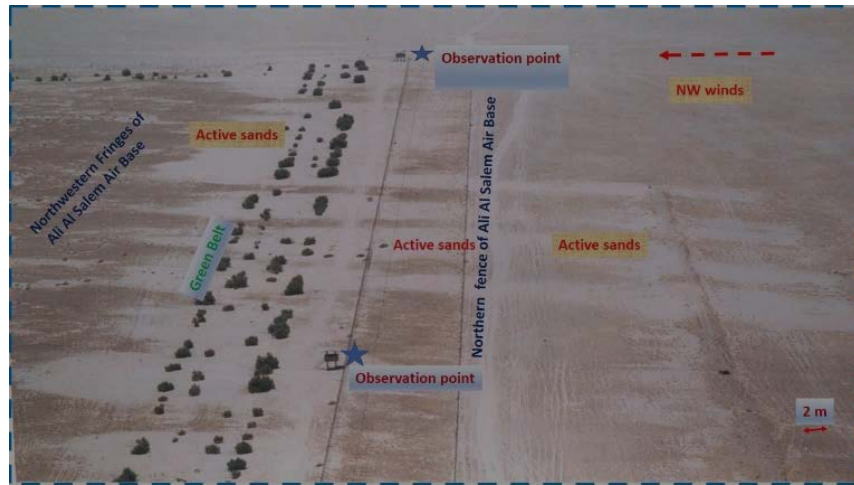 Observation point
NW winds
Active sands
Northwestern Fringes of
Ali Al Salem Air Base
Green Belt
Active sands
Northern fence of Ali Al Salem Air Base
Active sands
Observation point
2 m